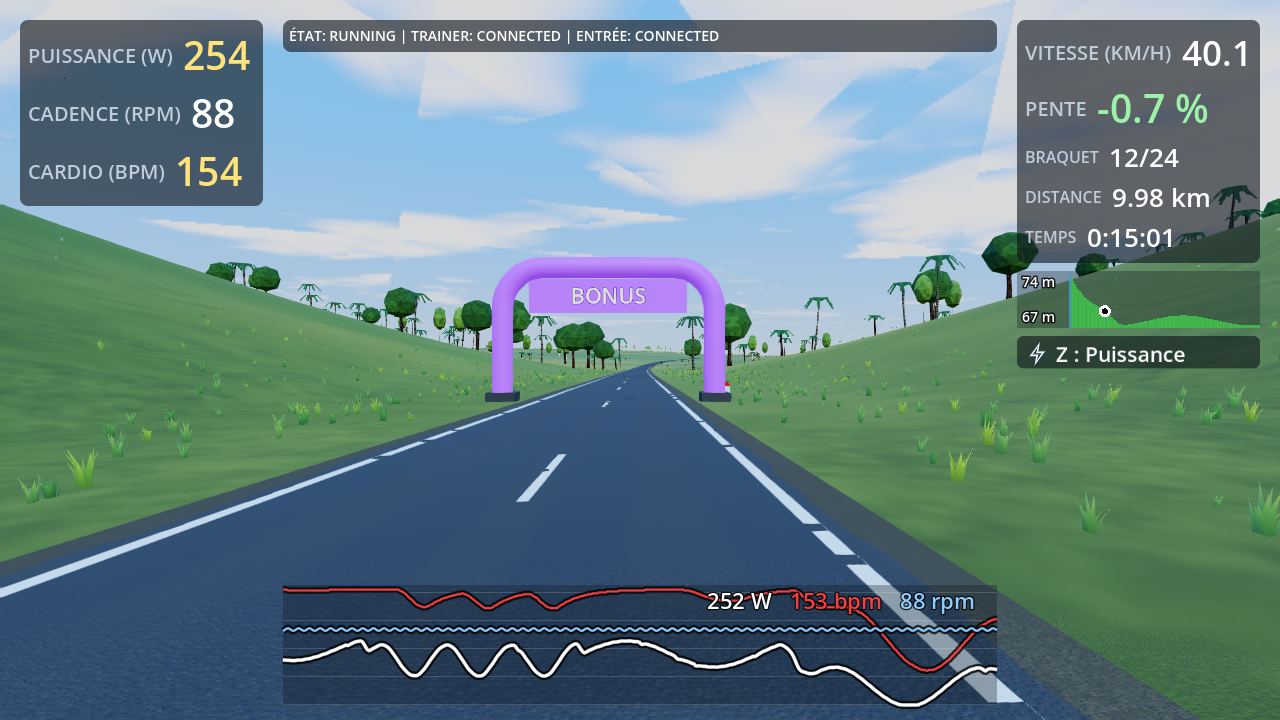 PUISSANCE (W) 254
CADENCE (RPM) 88
CARDIO (BPM) 154
ÉTAT: RUNNING | TRAINER: CONNECTED | ENTRÉE: CONNECTED
VITESSE (KM/H) 40.1
PENTE -0.7 %
BRAQUET 12/24
DISTANCE 9.98 km
TEMPS 0:15:01
74 m
67 m
Z : Puissance
BONUS
252 W 153 bpm 88 rpm